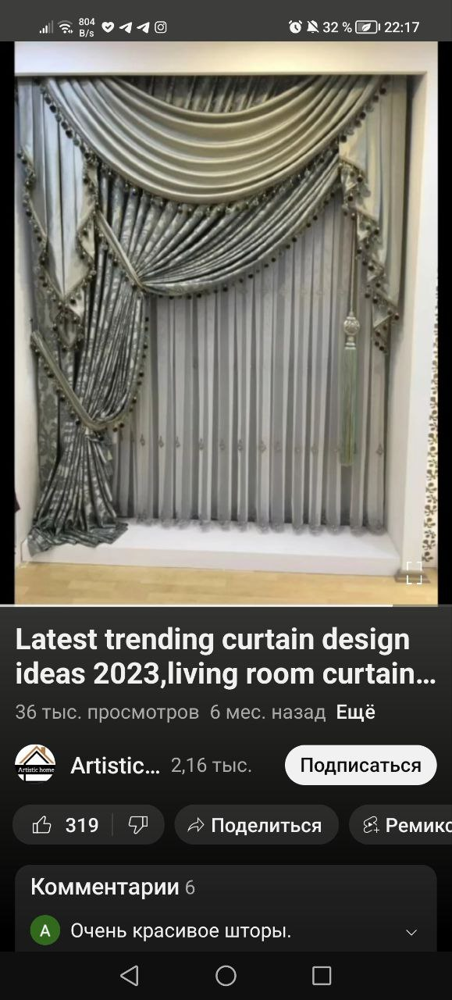 804
B/s
32 %
22:17
Latest trending curtain design
ideas 2023,living room curtain...
36 тыс. просмотров 6 мес. назад Ещё
Artistic home
Artistic... 2,16 тыс.
Подписаться
319
Поделиться
Ремикс
Комментарии 6
A
Очень красивое шторы.